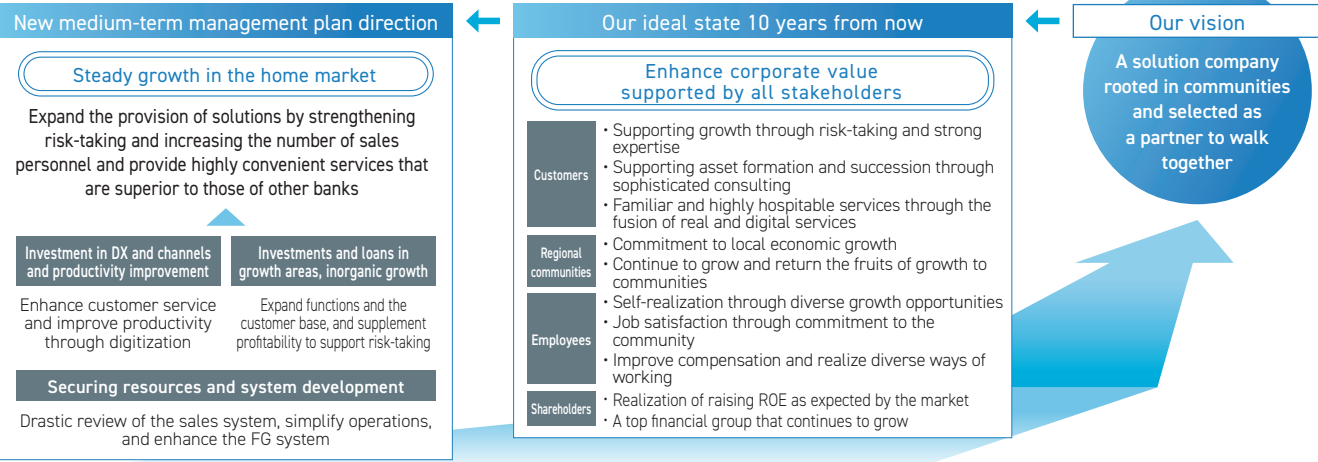 New medium-term management plan direction
Steady growth in the home market
Expand the provision of solutions by strengthening
risk-taking and increasing the number of sales
personnel and provide highly convenient services that
are superior to those of other banks
Investment in DX and channels
and productivity improvement
Enhance customer service
and improve productivity
through digitization
Investments and loans in
growth areas, inorganic growth
Expand functions and the
customer base, and supplement
profitability to support risk-taking
Securing resources and system development
Drastic review of the sales system, simplify operations,
and enhance the FG system
Our ideal state 10 years from now
Enhance corporate value
supported by all stakeholders
Customers
・Supporting growth through risk-taking and strong
expertise
・Supporting asset formation and succession through
sophisticated consulting
・Familiar and highly hospitable services through the
fusion of real and digital services
Regional
communities
・Commitment to local economic growth
・Continue to grow and return the fruits of growth to
communities
Employees
・Self-realization through diverse growth opportunities
・Job satisfaction through commitment to the
community
・Improve compensation and realize diverse ways of
working
Shareholders
・Realization of raising ROE as expected by the market
・A top financial group that continues to grow
Our vision
A solution company
rooted in communities
and selected as
a partner to walk
together